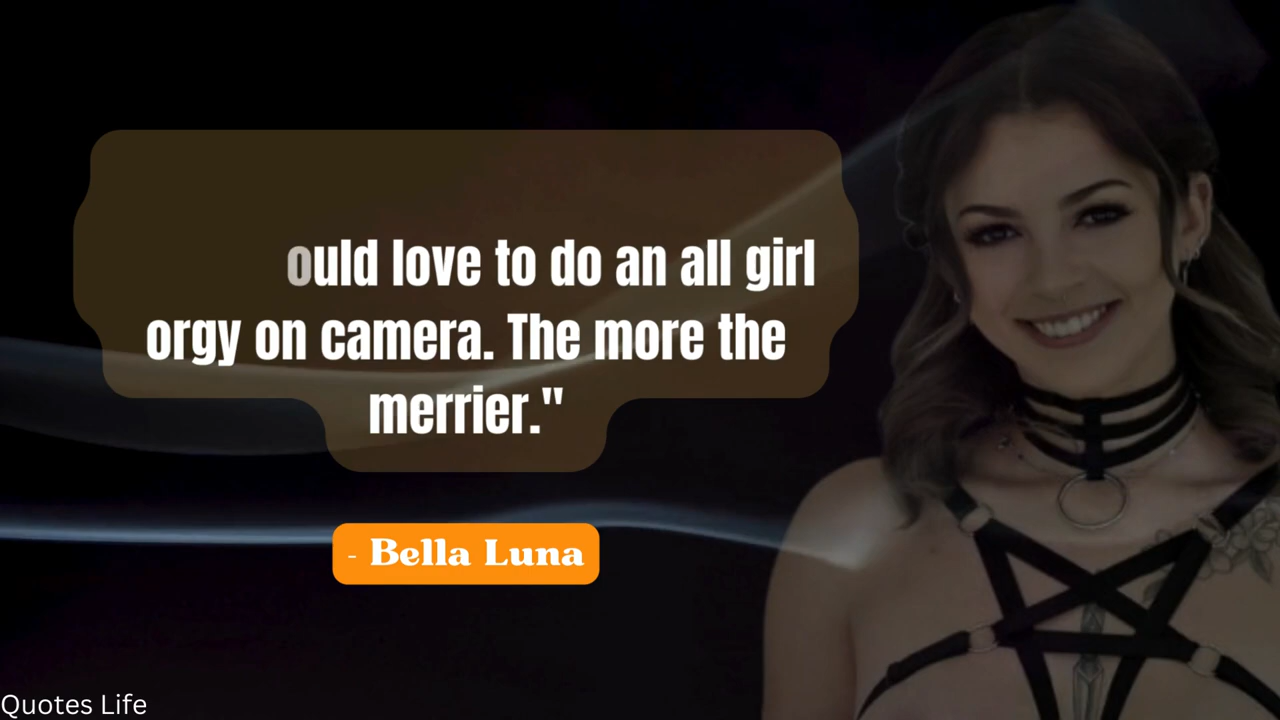 ould love to do an all girl
orgy on camera. The more the
merrier."
- Bella Luna
Quotes Life